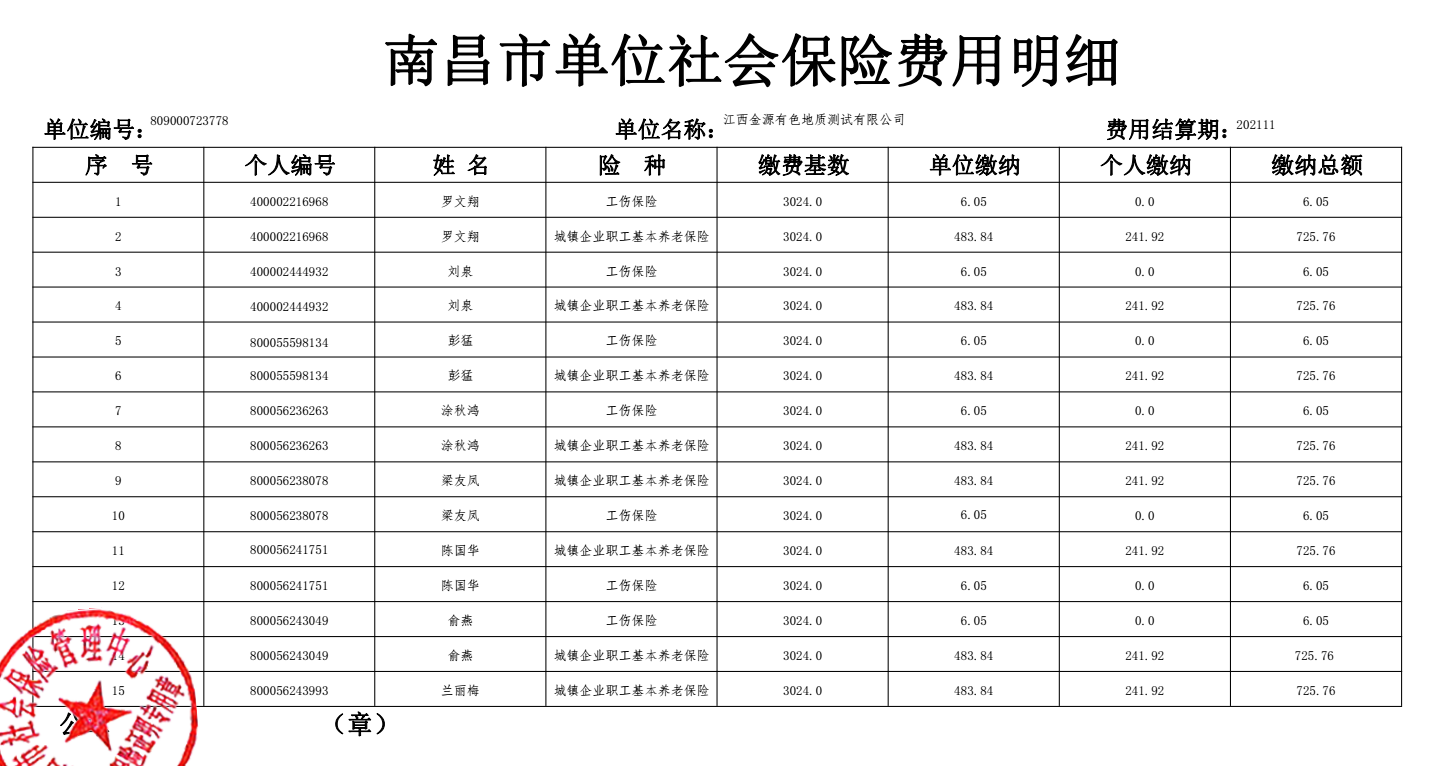 南昌市单位社会保险费用明细
单位编号: 809000723778 单位名称: 江西金源有色地质测试有限公司 费用结算期: 202111
序 号 个人编号 姓 名 险 种 缴费基数 单位缴纳 个人缴纳 缴纳总额
1 400002216968 罗文翔 工伤保险 3024.0 6.05 0.0 6.05
2 400002216968 罗文翔 城镇企业职工基本养老保险 3024.0 483.84 241.92 725.76
3 400002444932 刘泉 工伤保险 3024.0 6.05 0.0 6.05
4 400002444932 刘泉 城镇企业职工基本养老保险 3024.0 483.84 241.92 725.76
5 800055598134 彭猛 工伤保险 3024.0 6.05 0.0 6.05
6 800055598134 彭猛 城镇企业职工基本养老保险 3024.0 483.84 241.92 725.76
7 800056236263 涂秋鸿 工伤保险 3024.0 6.05 0.0 6.05
8 800056236263 涂秋鸿 城镇企业职工基本养老保险 3024.0 483.84 241.92 725.76
9 800056238078 梁友凤 城镇企业职工基本养老保险 3024.0 483.84 241.92 725.76
10 800056238078 梁友凤 工伤保险 3024.0 6.05 0.0 6.05
11 800056241751 陈国华 城镇企业职工基本养老保险 3024.0 483.84 241.92 725.76
12 800056241751 陈国华 工伤保险 3024.0 6.05 0.0 6.05
13 800056243049 俞燕 工伤保险 3024.0 6.05 0.0 6.05
14 800056243049 俞燕 城镇企业职工基本养老保险 3024.0 483.84 241.92 725.76
15 800056243993 兰丽梅 城镇企业职工基本养老保险 3024.0 483.84 241.92 725.76
公 (章)
社会保险管理中心
证明专用章